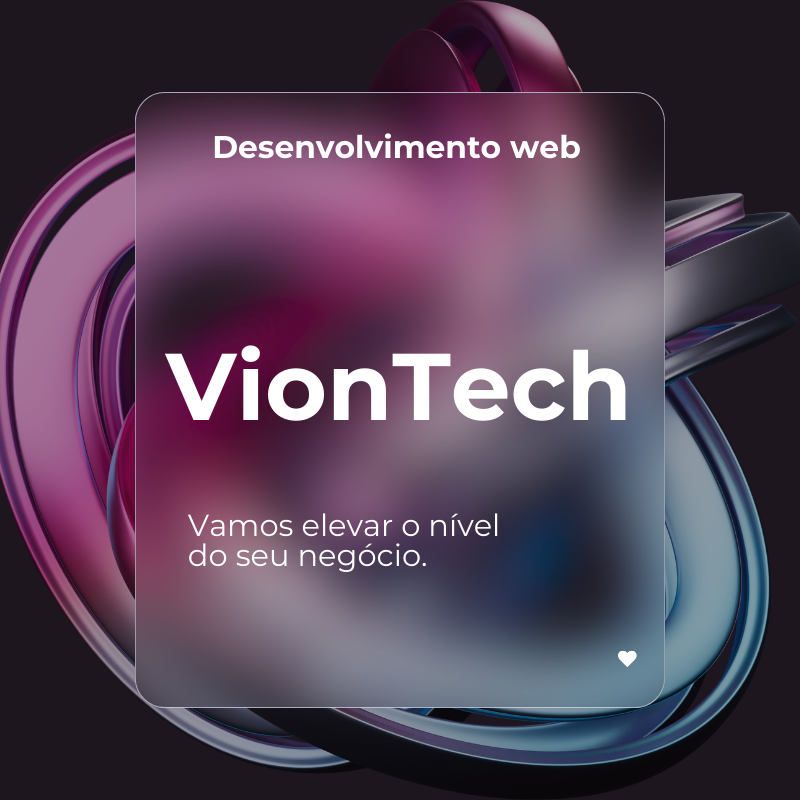 Desenvolvimento web
VionTech
Vamos elevar o nível
do seu negócio.